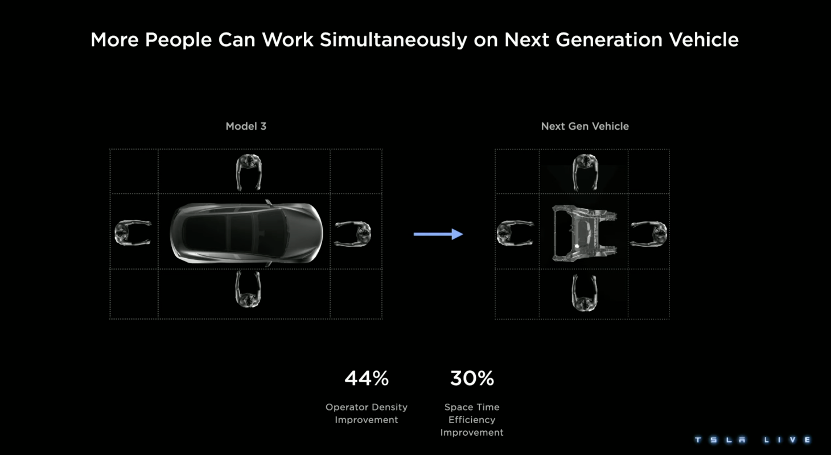 More People Can Work Simultaneously on Next Generation Vehicle
Model 3
Next Gen Vehicle
44%
Operator Density
Improvement
30%
Space Time
Efficiency
Improvement
TSLA LIVE